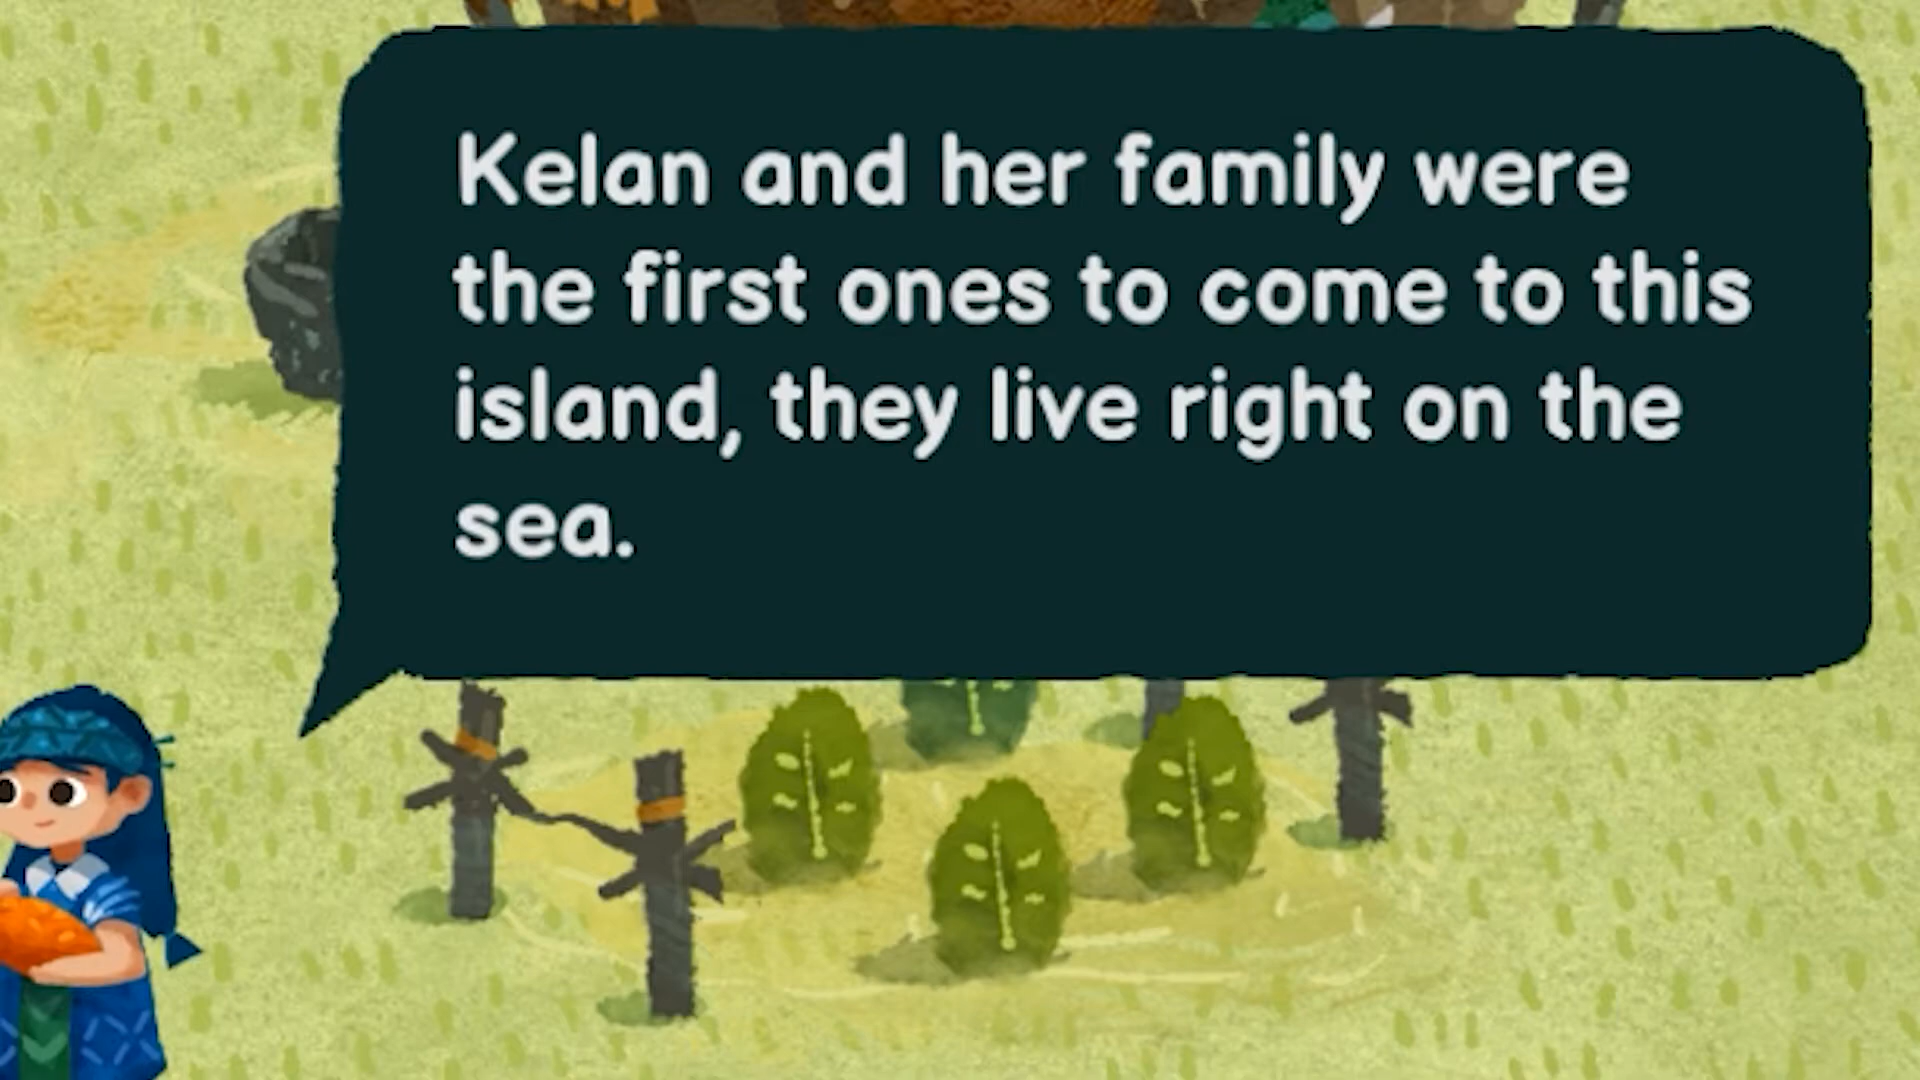 Kelan and her family were
the first ones to come to this
island, they live right on the
sea.